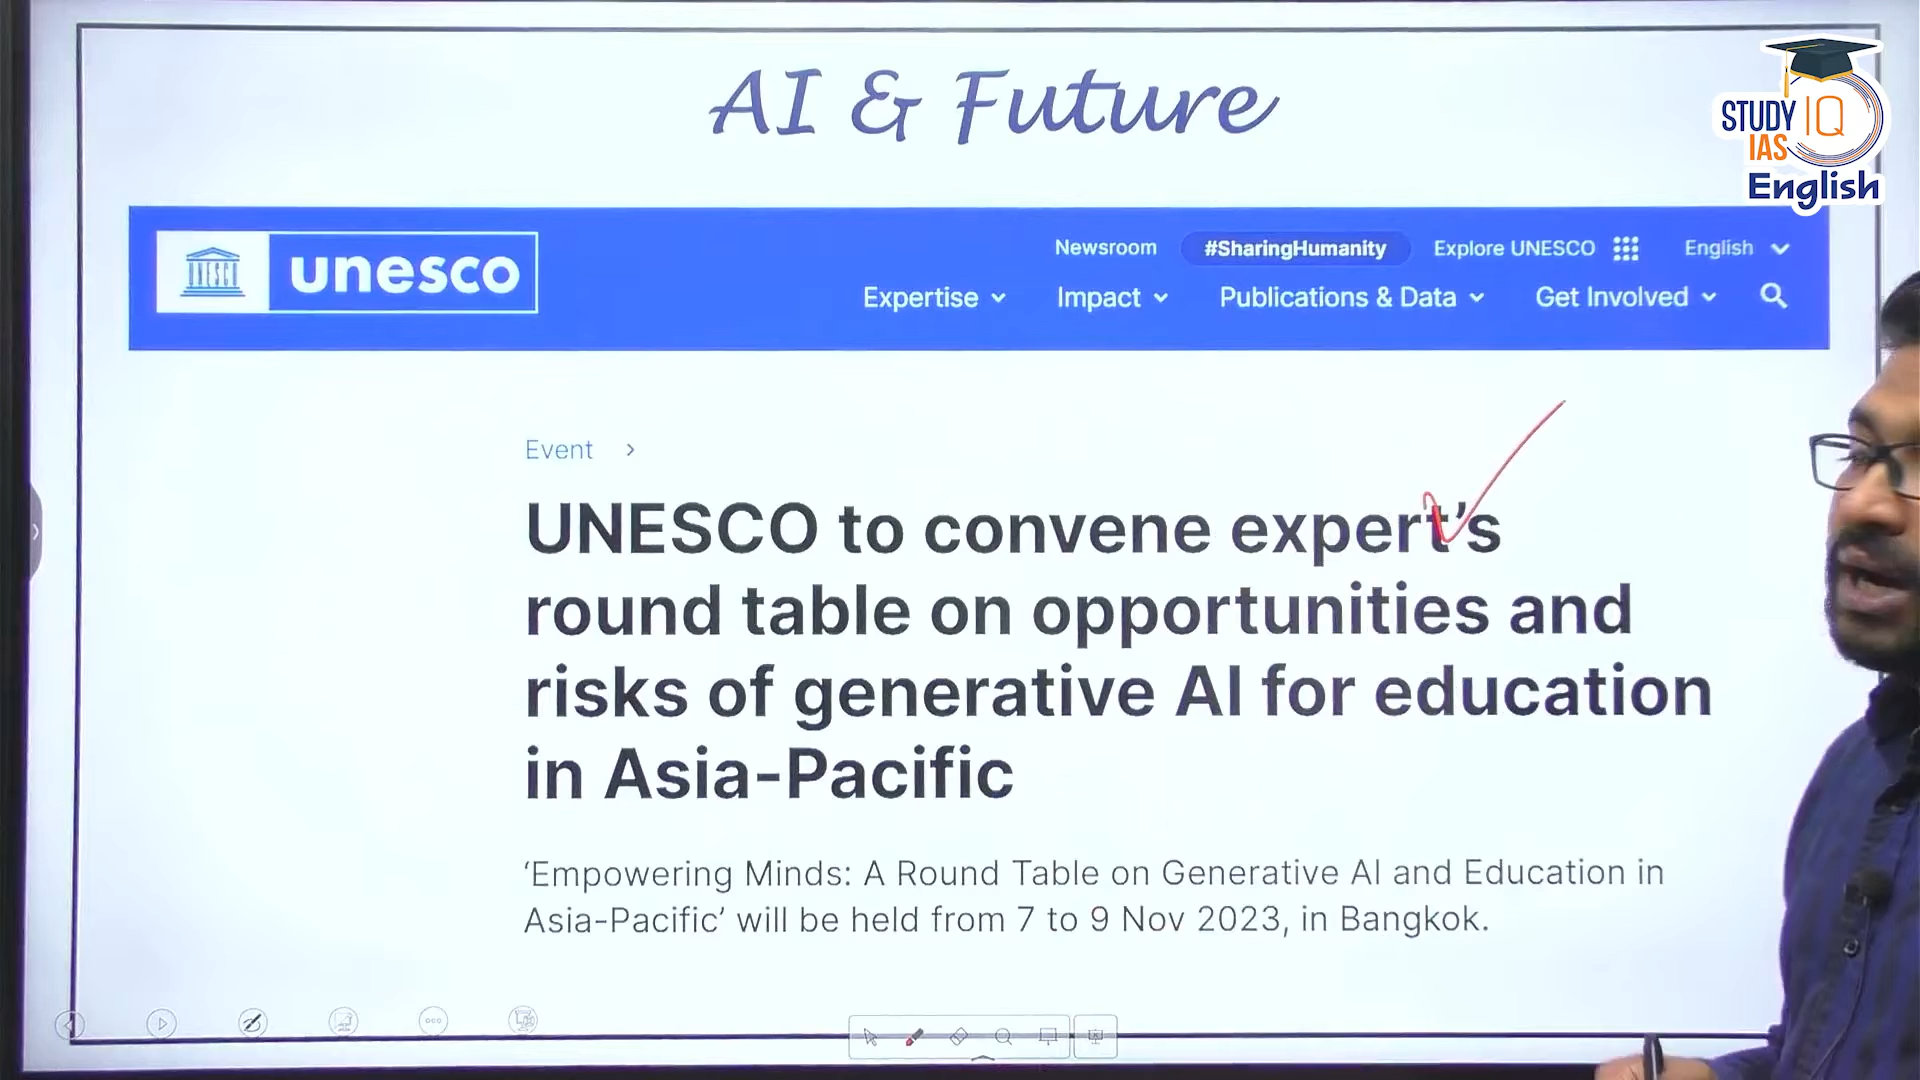 AI & Future
STUDY IQ
IAS
English
UNESCO
unesco
Newsroom #SharingHumanity Explore UNESCO English
Expertise Impact Publications & Data Get Involved
Event
UNESCO to convene expert’s
round table on opportunities and
risks of generative AI for education
in Asia-Pacific
‘Empowering Minds: A Round Table on Generative AI and Education in
Asia-Pacific’ will be held from 7 to 9 Nov 2023, in Bangkok.